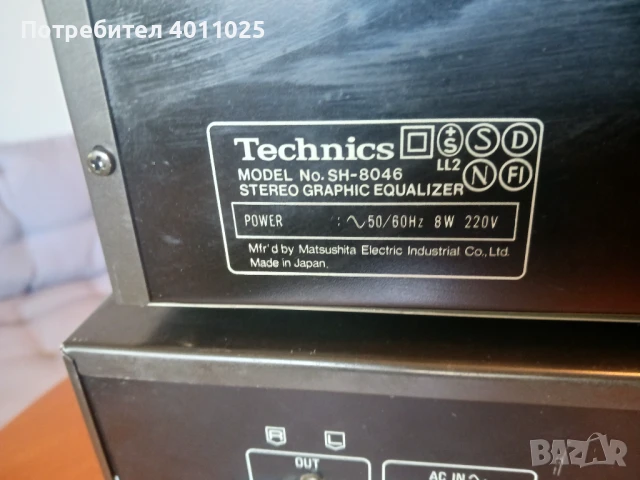 Потребител 4011025
Technics
MODEL No. SH-8046
STEREO GRAPHIC EQUALIZER
+
S
LL2
S
D
N
FI
POWER : ∿50/60Hz 8W 220V
Mfr'd by Matsushita Electric Industrial Co., Ltd.
Made in Japan.
R L
OUT
AC IN ∿
BAZAR